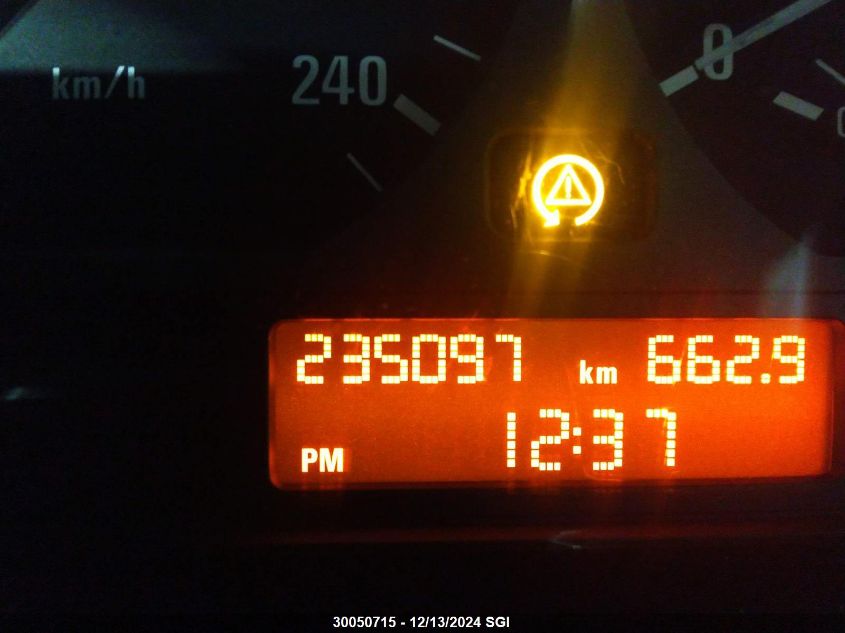 km/h 240 0
235097 km 662.9
PM 12:37
30050715 - 12/13/2024 SGI